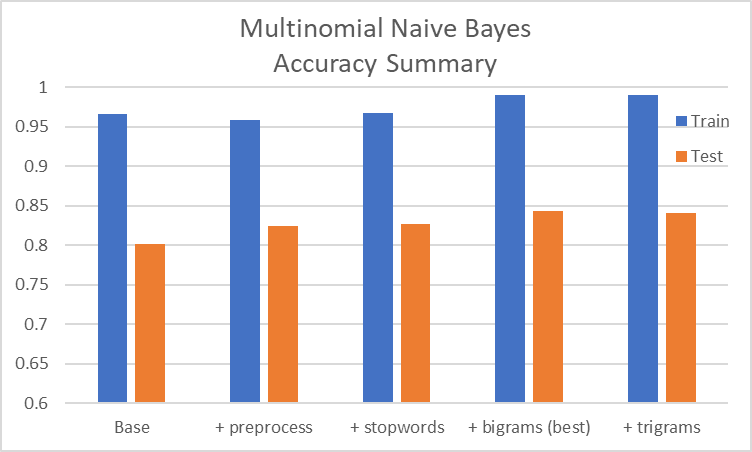 Multinomial Naive Bayes
Accuracy Summary
1
0.95
0.9
0.85
0.8
0.75
0.7
0.65
0.6
Train
Test
Base
+ preprocess
+ stopwords
+ bigrams (best)
+ trigrams